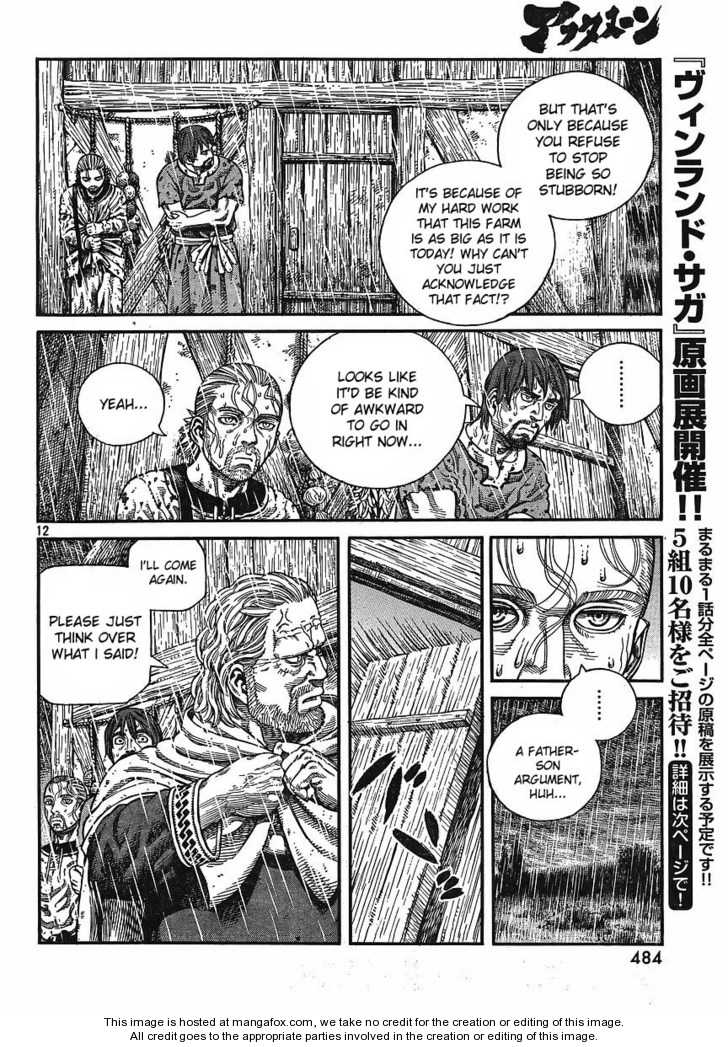 アフタヌーン
『ヴィンランド・サガ』原画展開催!!
まるまる1話分全ページの原稿を展示する予定です!!
5組10名様をご招待!!
詳細は次ページで!
BUT THAT'S
ONLY BECAUSE
YOU REFUSE
TO STOP
BEING SO
STUBBORN!
IT'S BECAUSE OF
MY HARD WORK
THAT THIS FARM
IS AS BIG AS IT IS
TODAY! WHY CAN'T
YOU JUST
ACKNOWLEDGE
THAT FACT!?
………
LOOKS LIKE
IT'D BE KIND
OF AWKWARD
TO GO IN
RIGHT NOW...
YEAH...
12
……
A FATHER-
SON
ARGUMENT,
HUH...
I'LL COME
AGAIN.
PLEASE JUST
THINK OVER
WHAT I SAID!
484
This image is hosted at mangafox.com, we take no credit for the creation or editing of this image.
All credit goes to the appropriate parties involved in the creation or editing of this image.